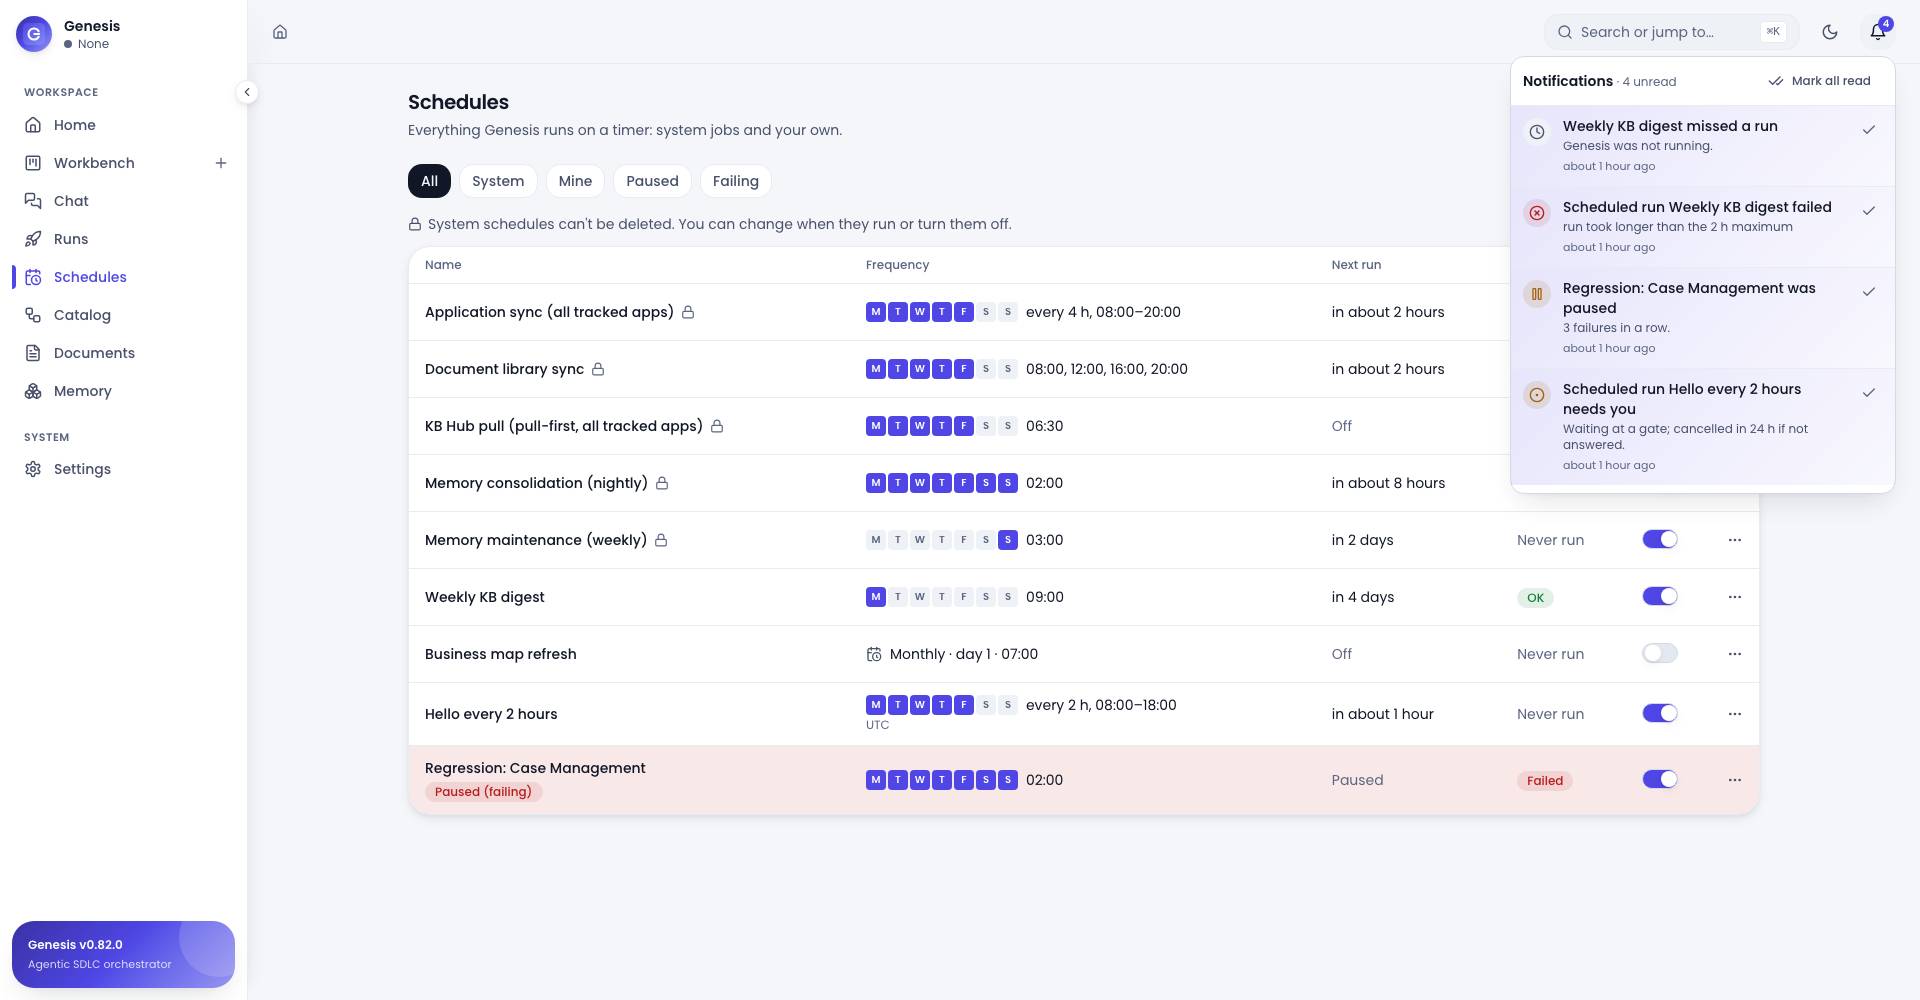 Genesis
None
WORKSPACE
Home
Workbench
Chat
Runs
Schedules
Catalog
Documents
Memory
SYSTEM
Settings
Genesis v0.82.0
Agentic SDLC orchestrator
Search or jump to...
⌘K
4
Schedules
Everything Genesis runs on a timer: system jobs and your own.
All
System
Mine
Paused
Failing
System schedules can't be deleted. You can change when they run or turn them off.
Name Frequency Next run
Application sync (all tracked apps) M T W T F S S every 4 h, 08:00–20:00 in about 2 hours
Document library sync M T W T F S S 08:00, 12:00, 16:00, 20:00 in about 2 hours
KB Hub pull (pull-first, all tracked apps) M T W T F S S 06:30 Off
Memory consolidation (nightly) M T W T F S S 02:00 in about 8 hours
Memory maintenance (weekly) M T W T F S S 03:00 in 2 days Never run
Weekly KB digest M T W T F S S 09:00 in 4 days OK
Business map refresh Monthly · day 1 · 07:00 Off Never run
Hello every 2 hours M T W T F S S every 2 h, 08:00–18:00 in about 1 hour Never run
UTC
Regression: Case Management M T W T F S S 02:00 Paused Failed
Paused (failing)
Notifications · 4 unread Mark all read
Weekly KB digest missed a run
Genesis was not running.
about 1 hour ago
Scheduled run Weekly KB digest failed
run took longer than the 2 h maximum
about 1 hour ago
Regression: Case Management was
paused
3 failures in a row.
about 1 hour ago
Scheduled run Hello every 2 hours
needs you
Waiting at a gate; cancelled in 24 h if not
answered.
about 1 hour ago